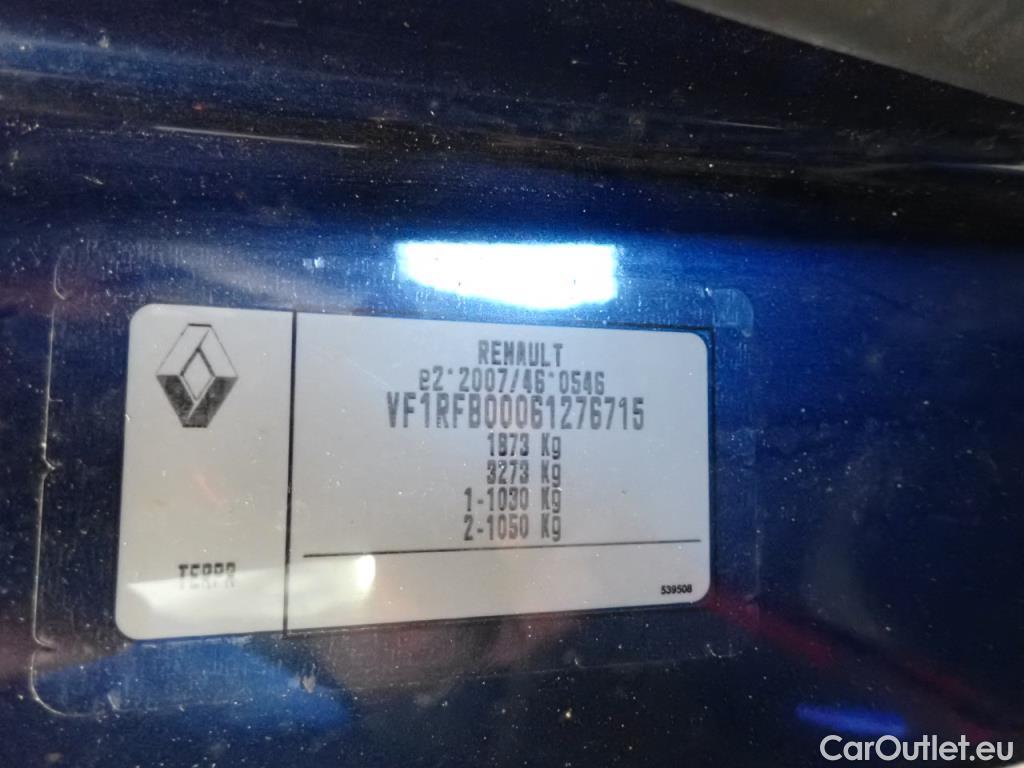 RENAULT
e2*2007/46*0546
VF1RFB00061276715
1873 Kg
3273 Kg
1-1030 Kg
2-1050 Kg
539508
CarOutlet.eu